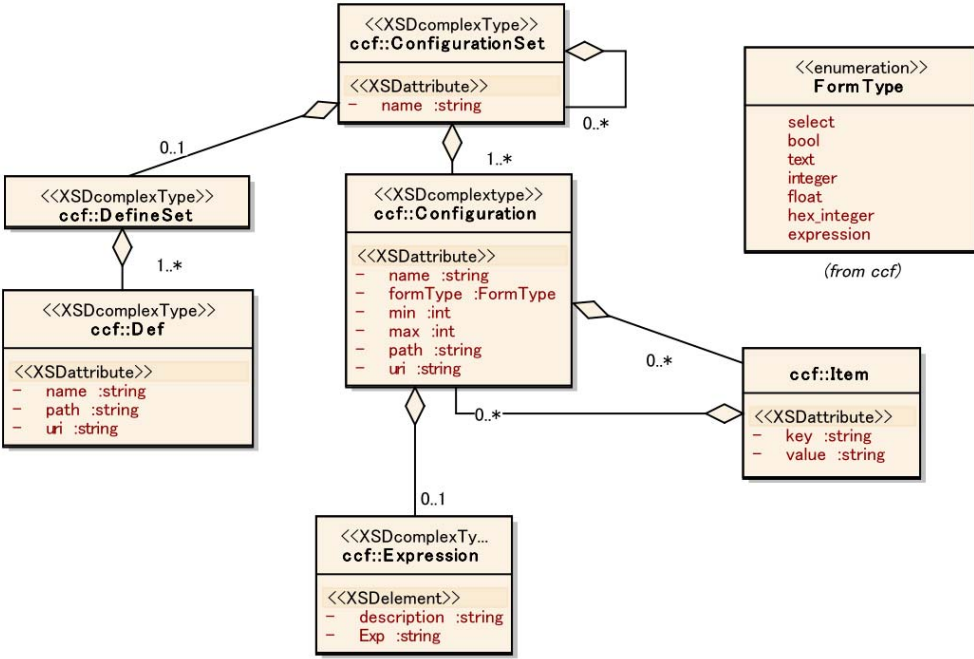 <<XSDcomplexType>>
ccf::ConfigurationSet
<<XSDattribute>>
- name :string
0..*
0..1
1..*
<<enumeration>>
FormType
select
bool
text
integer
float
hex_integer
expression
(from ccf)
<<XSDcomplexType>>
ccf::DefineSet
1..*
<<XSDcomplextype>>
ccf::Configuration
<<XSDattribute>>
- name :string
- formType :FormType
- min :int
- max :int
- path :string
- uri :string
<<XSDcomplexType>>
ccf::Def
<<XSDattribute>>
- name :string
- path :string
- uri :string
0..*
0..*
ccf::Item
<<XSDattribute>>
- key :string
- value :string
0..1
<<XSDcomplexTy...
ccf::Expression
<<XSDelement>>
- description :string
- Exp :string